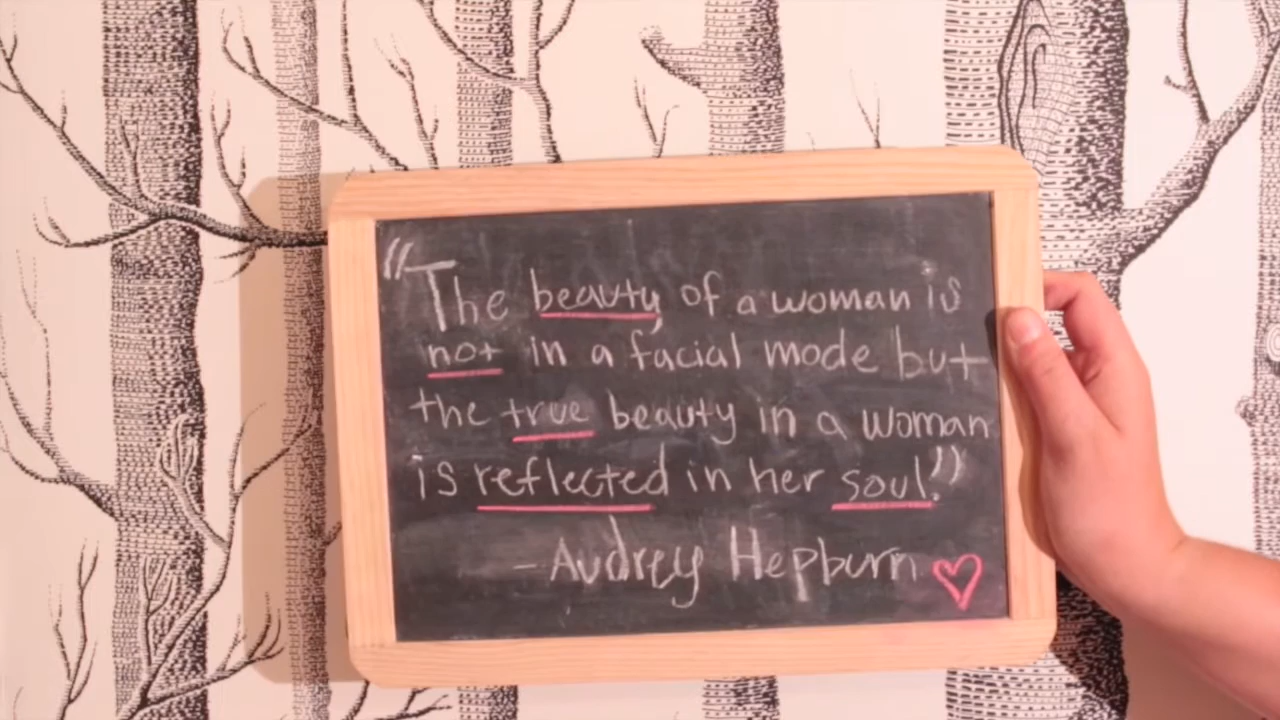 "The beauty of a woman is
not in a facial mode but
the true beauty in a woman
is reflected in her soul."
- Audrey Hepburn ♡